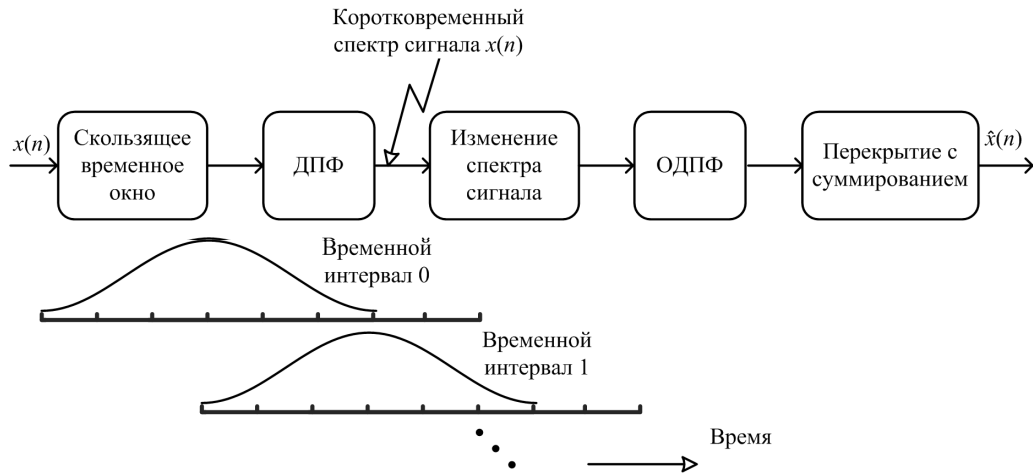 Коротковременный
спектр сигнала x(n)
x(n)
Скользящее
временное
окно
ДПФ
Изменение
спектра
сигнала
ОДПФ
Перекрытие с
суммированием
x̂(n)
Временной
интервал 0
Временной
интервал 1
Время